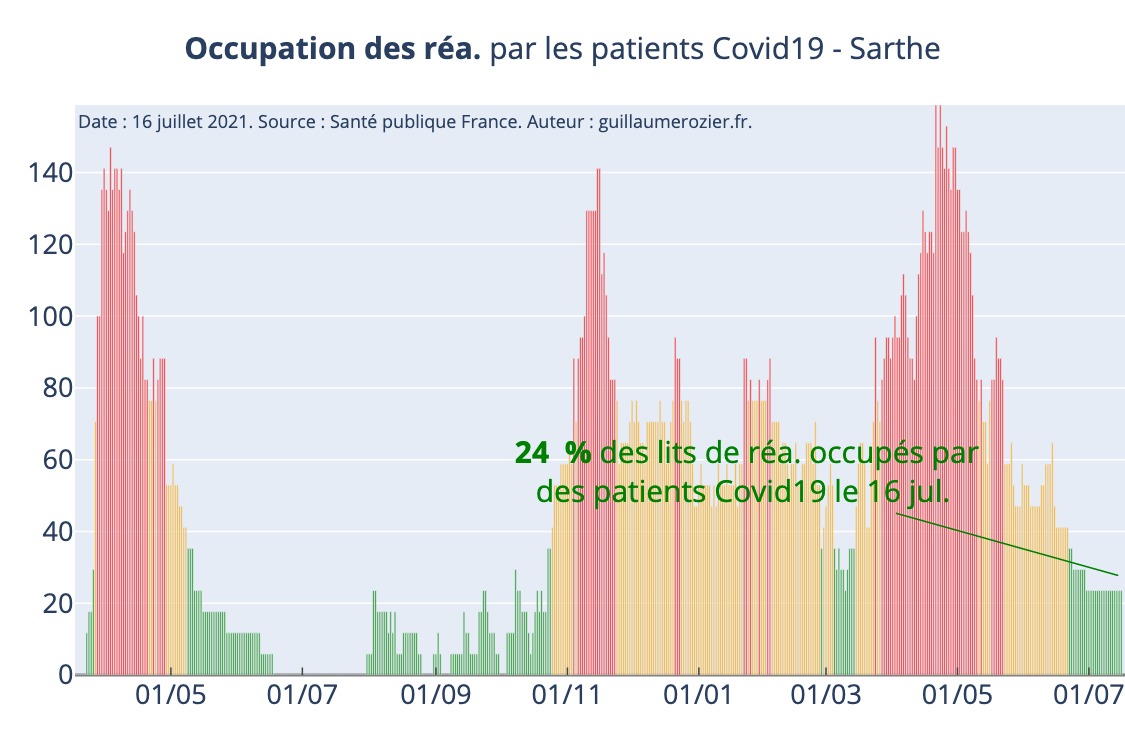 Occupation des réa. par les patients Covid19 - Sarthe
Date : 16 juillet 2021. Source : Santé publique France. Auteur : guillaumerozier.fr.
140
120
100
80
60
40
20
0
24 % des lits de réa. occupés par
des patients Covid19 le 16 jul.
01/05 01/07 01/09 01/11 01/01 01/03 01/05 01/07